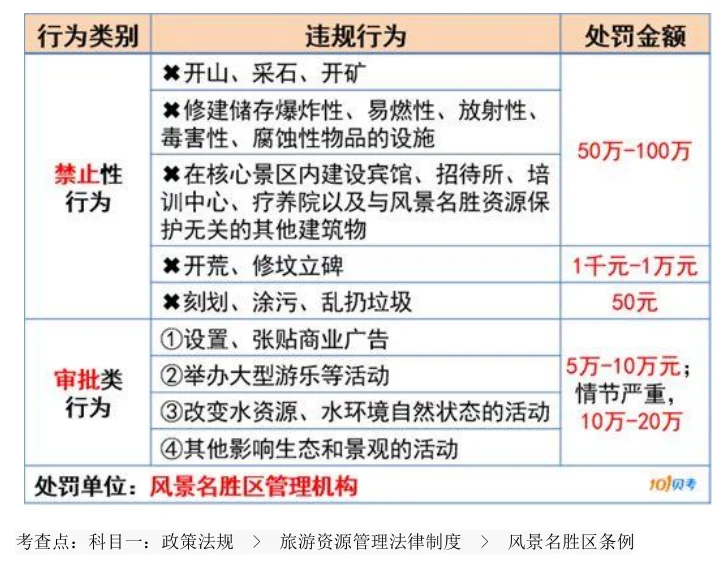 行为类别 违规行为 处罚金额
禁止性
行为
✖开山、采石、开矿
✖修建储存爆炸性、易燃性、放射性、
毒害性、腐蚀性物品的设施
✖在核心景区内建设宾馆、招待所、培
训中心、疗养院以及与风景名胜资源保
护无关的其他建筑物
50万-100万
✖开荒、修坟立碑
1千元-1万元
✖刻划、涂污、乱扔垃圾
50元
审批类
行为
①设置、张贴商业广告
②举办大型游乐等活动
③改变水资源、水环境自然状态的活动
④其他影响生态和景观的活动
5万-10万元；
情节严重，
10万-20万
处罚单位：风景名胜区管理机构
101贝考
考查点：科目一：政策法规 > 旅游资源管理法律制度 > 风景名胜区条例